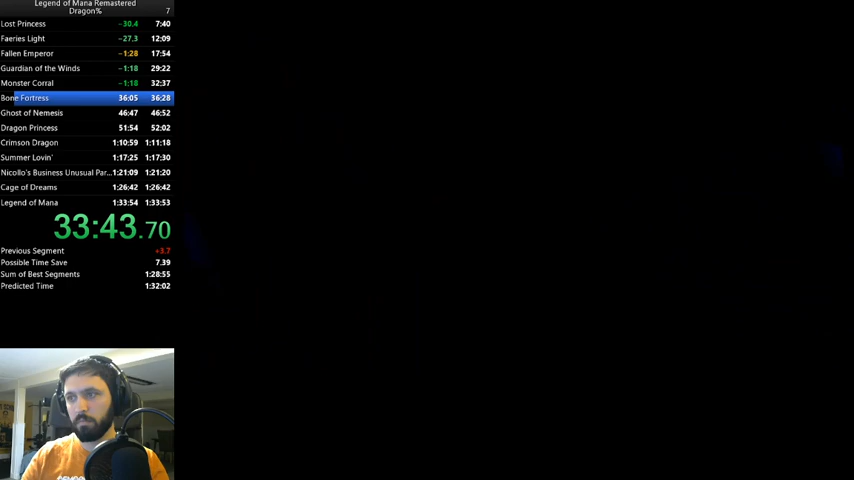 Legend of Mana Remastered
Dragon% 7
Lost Princess -30.4 7:40
Faeries Light -27.3 12:09
Fallen Emperor -1:28 17:54
Guardian of the Winds -1:18 29:22
Monster Corral -1:18 32:37
Bone Fortress 36:05 36:28
Ghost of Nemesis 46:47 46:52
Dragon Princess 51:54 52:02
Crimson Dragon 1:10:59 1:11:18
Summer Lovin' 1:17:25 1:17:30
Nicollo's Business Unusual Par... 1:21:09 1:21:20
Cage of Dreams 1:26:42 1:26:42
Legend of Mana 1:33:54 1:33:53
33:43.70
Previous Segment +3.7
Possible Time Save 7.39
Sum of Best Segments 1:28:55
Predicted Time 1:32:02